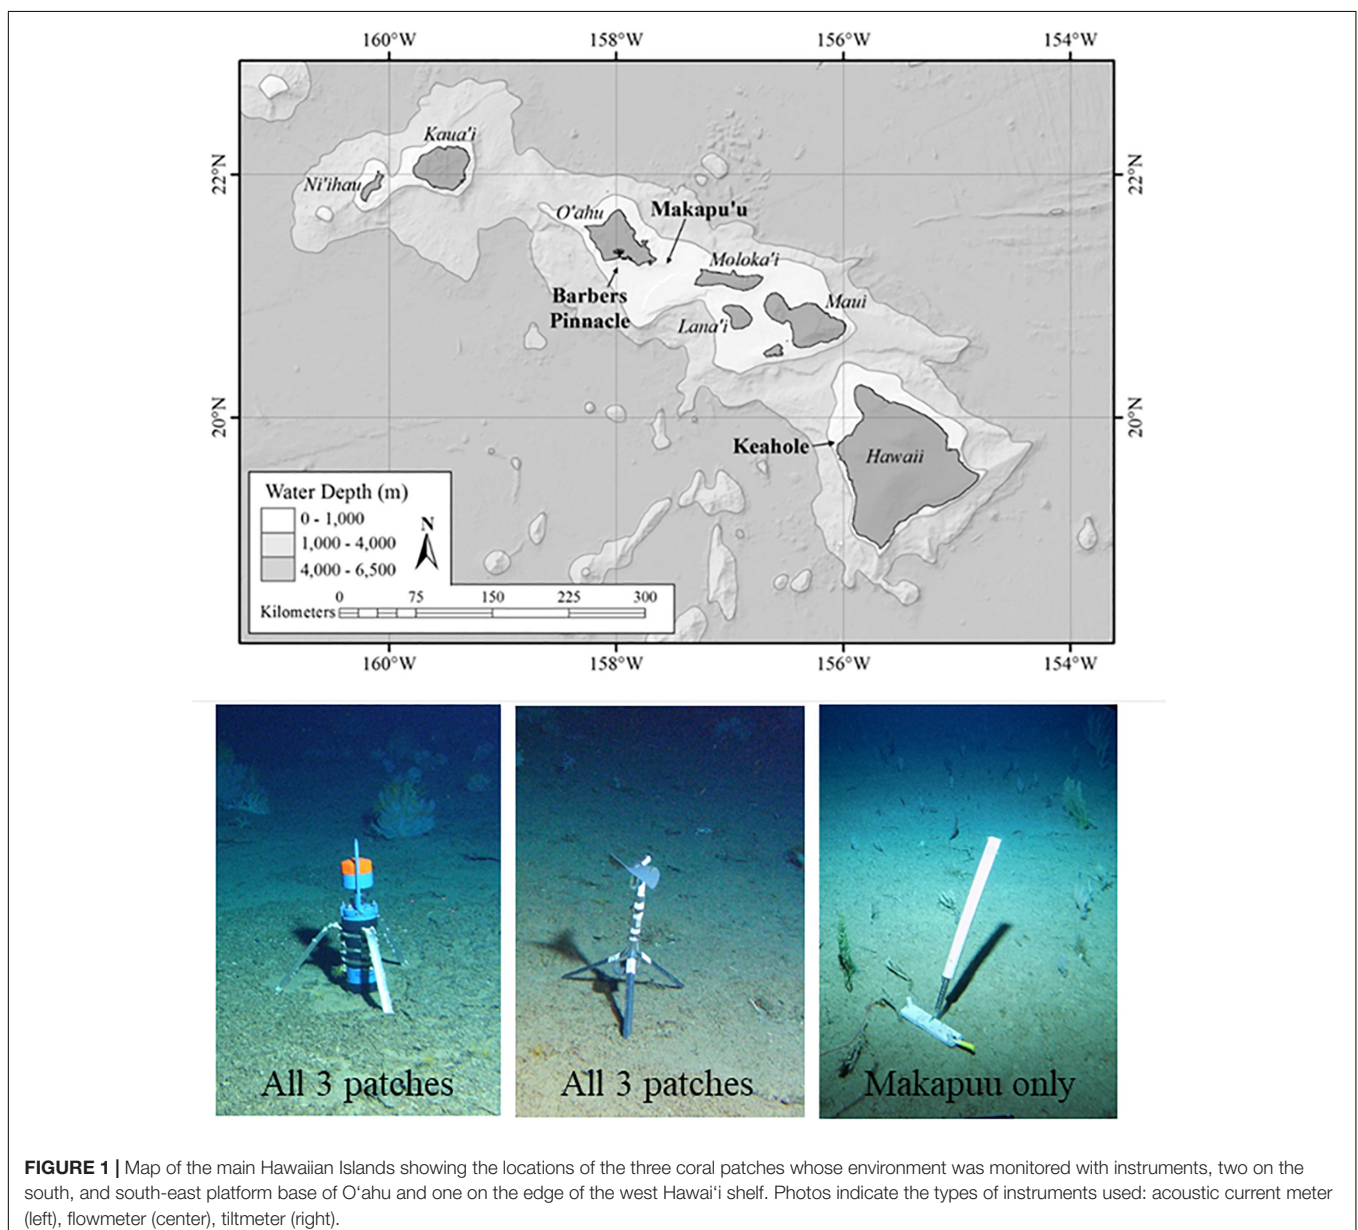 160°W 158°W 156°W 154°W
Kaua'i
22°N 22°N
Ni'ihau
O'ahu Makapu'u
Moloka'i
Barbers
Pinnacle
Maui
Lana'i
20°N 20°N
Keahole
Hawaii
Water Depth (m)
0 - 1,000
1,000 - 4,000
4,000 - 6,500
N
0 75 150 225 300
Kilometers
160°W 158°W 156°W 154°W
All 3 patches
All 3 patches
Makapuu only
FIGURE 1 | Map of the main Hawaiian Islands showing the locations of the three coral patches whose environment was monitored with instruments, two on the
south, and south-east platform base of O‘ahu and one on the edge of the west Hawai‘i shelf. Photos indicate the types of instruments used: acoustic current meter
(left), flowmeter (center), tiltmeter (right).